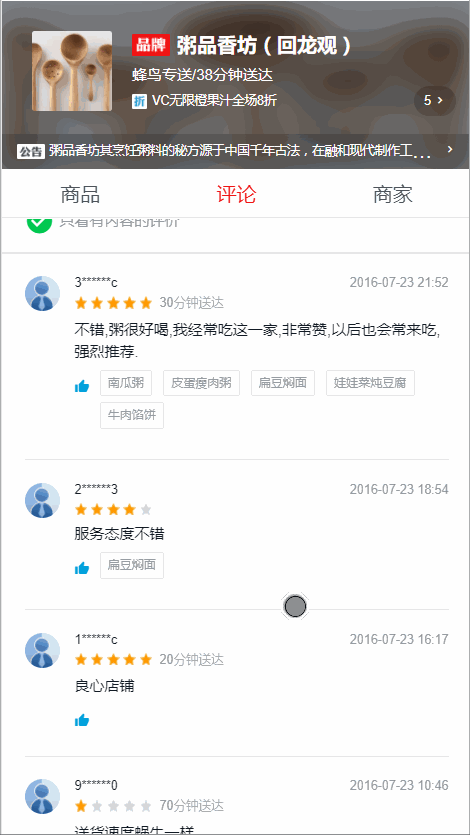 品牌 粥品香坊（回龙观）
蜂鸟专送/38分钟送达
折 VC无限橙果汁全场8折
5 >
公告 粥品香坊其烹饪粥料的秘方源于中国千年古法，在融和现代制作工... >
商品 评论 商家
只看有内容的评价
3******c 2016-07-23 21:52
30分钟送达
不错,粥很好喝,我经常吃这一家,非常赞,以后也会常来吃,
强烈推荐.
南瓜粥 皮蛋瘦肉粥 扁豆焖面 娃娃菜炖豆腐
牛肉馅饼
2******3 2016-07-23 18:54
服务态度不错
扁豆焖面
1******c 2016-07-23 16:17
20分钟送达
良心店铺
9******0 2016-07-23 10:46
70分钟送达
送货速度蜗牛一样